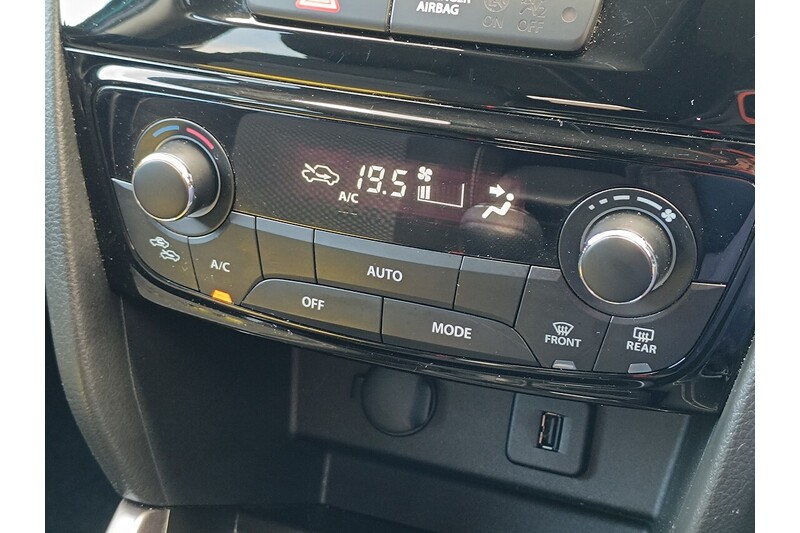 AIRBAG
ON OFF
19.5
A/C
A/C
AUTO
OFF
MODE
FRONT
REAR